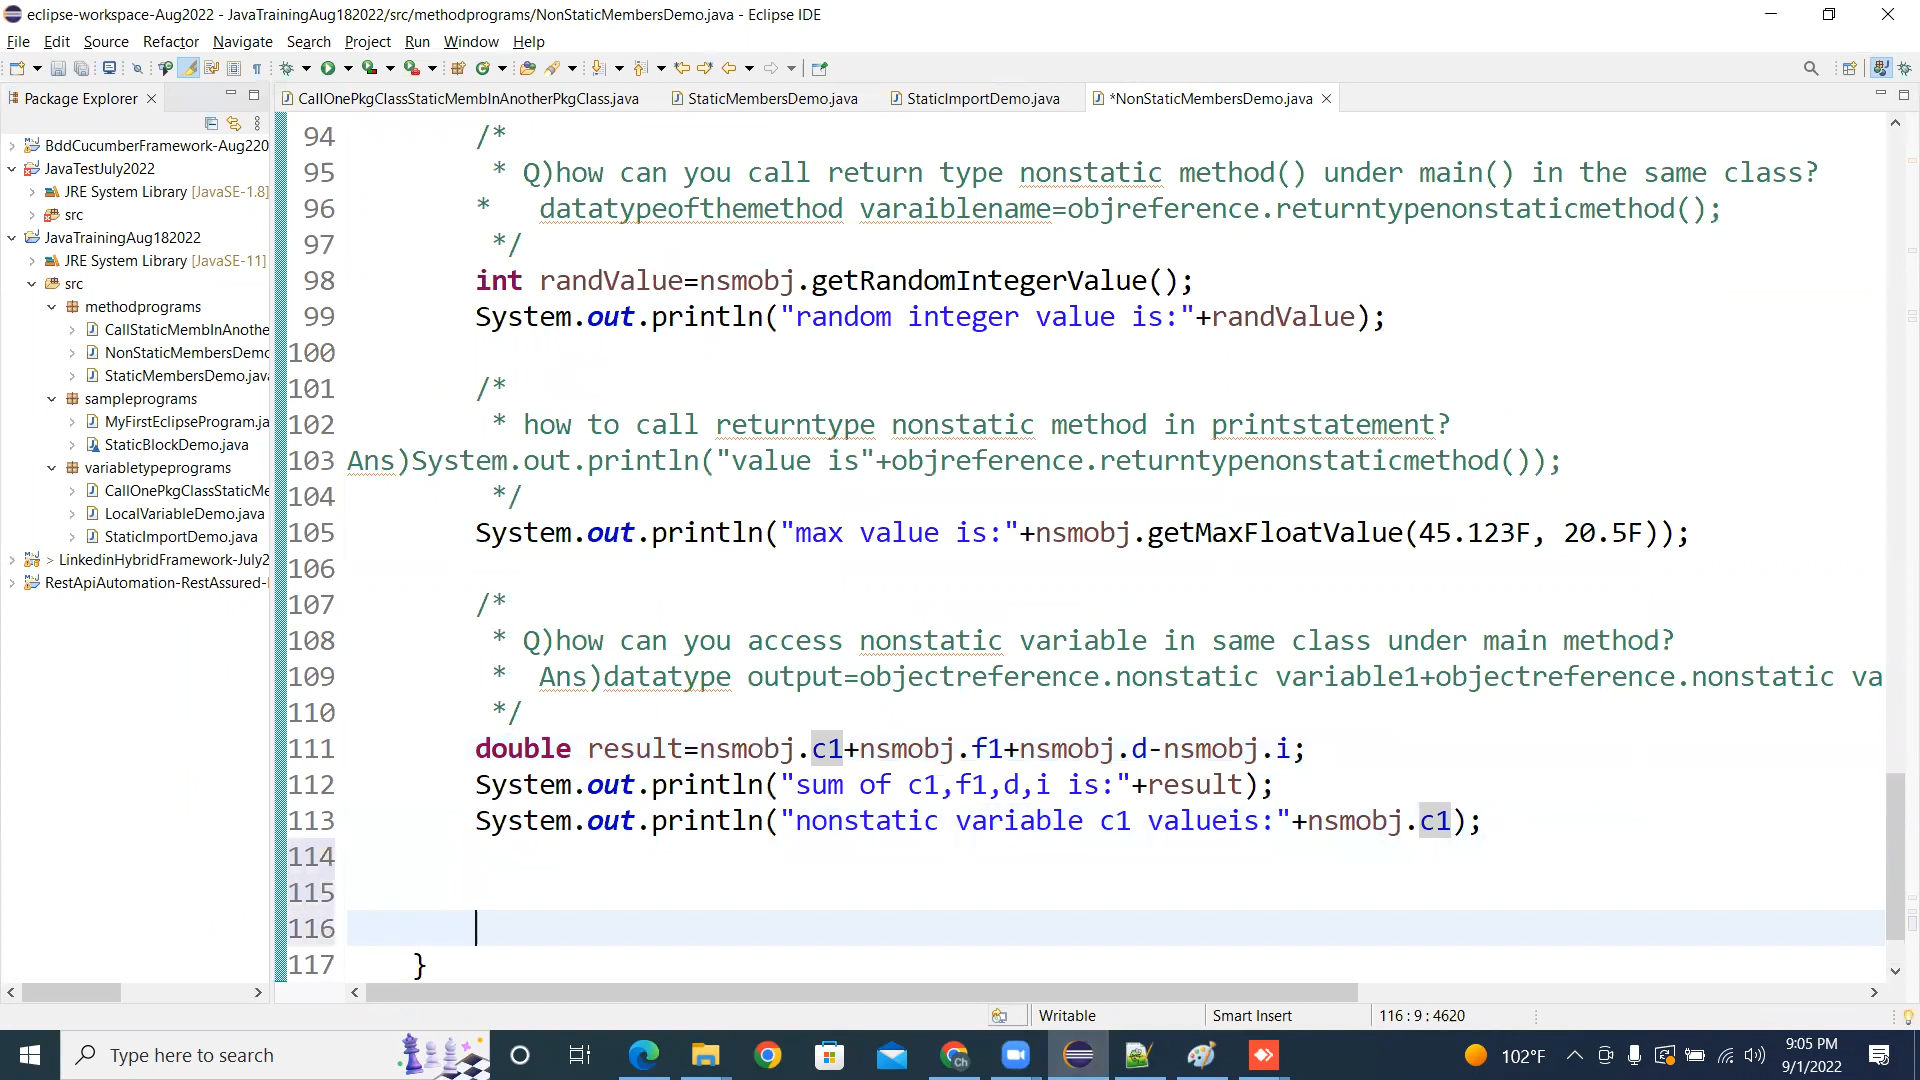 eclipse-workspace-Aug2022 - JavaTrainingAug182022/src/methodprograms/NonStaticMembersDemo.java - Eclipse IDE
File Edit Source Refactor Navigate Search Project Run Window Help
Package Explorer
CallOnePkgClassStaticMembInAnotherPkgClass.java StaticMembersDemo.java StaticImportDemo.java *NonStaticMembersDemo.java
BddCucumberFramework-Aug220
JavaTestJuly2022
JRE System Library [JavaSE-1.8]
src
JavaTrainingAug182022
JRE System Library [JavaSE-11]
src
methodprograms
CallStaticMembInAnothe
NonStaticMembersDemo
StaticMembersDemo.java
sampleprograms
MyFirstEclipseProgram.ja
StaticBlockDemo.java
variabletypeprograms
CallOnePkgClassStaticMe
LocalVariableDemo.java
StaticImportDemo.java
> LinkedinHybridFramework-July2
RestApiAutomation-RestAssured-
94 /*
95 * Q)how can you call return type nonstatic method() under main() in the same class?
96 * datatypeofthemethod varaiblename=objreference.returntypenonstaticmethod();
97 */
98 int randValue=nsmobj.getRandomIntegerValue();
99 System.out.println("random integer value is:"+randValue);
100
101 /*
102 * how to call returntype nonstatic method in printstatement?
103 Ans)System.out.println("value is"+objreference.returntypenonstaticmethod());
104 */
105 System.out.println("max value is:"+nsmobj.getMaxFloatValue(45.123F, 20.5F));
106
107 /*
108 * Q)how can you access nonstatic variable in same class under main method?
109 * Ans)datatype output=objectreference.nonstatic variable1+objectreference.nonstatic va
110 */
111 double result=nsmobj.c1+nsmobj.f1+nsmobj.d-nsmobj.i;
112 System.out.println("sum of c1,f1,d,i is:"+result);
113 System.out.println("nonstatic variable c1 valueis:"+nsmobj.c1);
114
115
116
117 }
Writable Smart Insert 116 : 9 : 4620
Type here to search
102°F
9:05 PM
9/1/2022